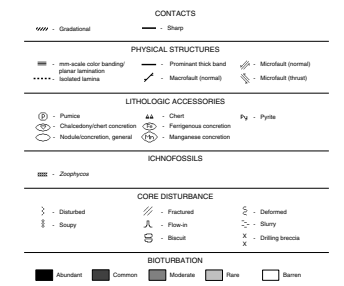 CONTACTS
- Gradational - Sharp
PHYSICAL STRUCTURES
- mm-scale color banding/ planar lamination - Prominent thick band - Microfault (normal)
- Isolated lamina - Macrofault (normal) - Microfault (thrust)
LITHOLOGIC ACCESSORIES
P - Pumice - Chert Py - Pyrite
- Chalcedony/chert concretion Fe - Ferrigenous concretion
- Nodule/concretion, general Mn - Manganese concretion
ICHNOFOSSILS
- Zoophycos
CORE DISTURBANCE
- Disturbed - Fractured - Deformed
- Soupy - Flow-in - Slurry
- Biscuit X X - Drilling breccia
BIOTURBATION
Abundant Common Moderate Rare Barren